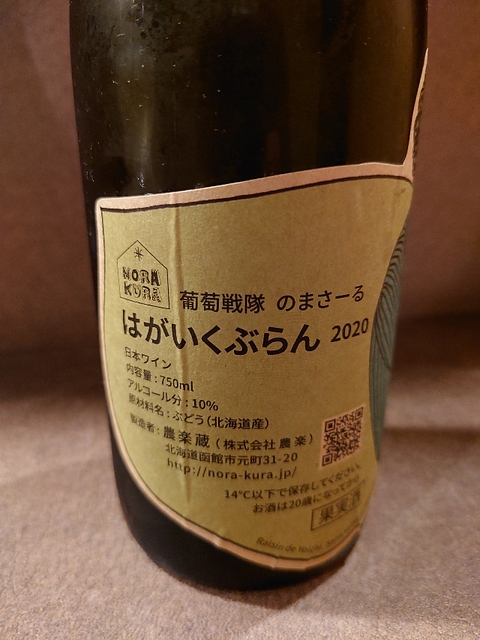 NORA
KURA
葡萄戦隊 のまさーる
はがいくぶらん 2020
日本ワイン
内容量:750ml
アルコール分:10%
原材料名:ぶどう(北海道産)
製造者:農楽蔵(株式会社 農楽)
北海道函館市元町31-20
http://nora-kura.jp/
14℃以下で保存してください。
お酒は20歳になってから
果実酒
Raisin de Yoichi,